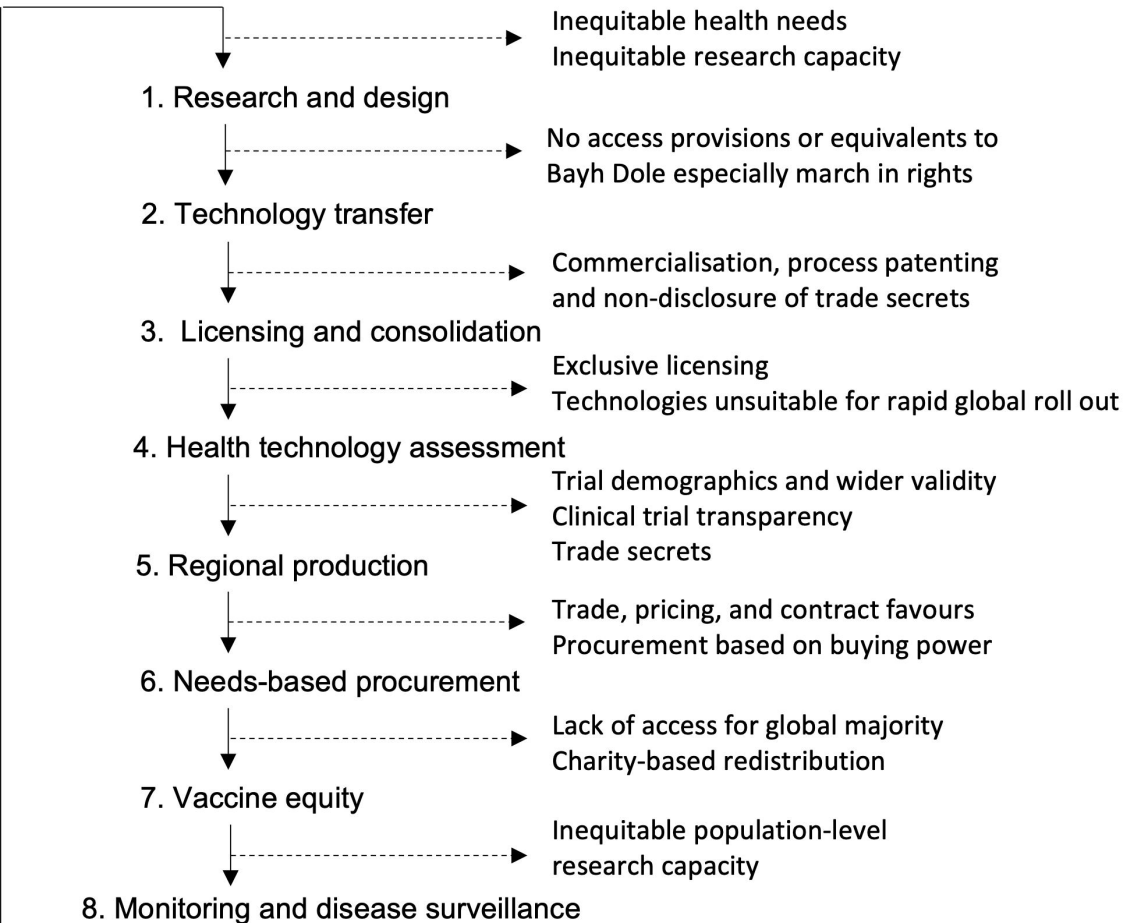 Inequitable health needs
Inequitable research capacity
1. Research and design
No access provisions or equivalents to
Bayh Dole especially march in rights
2. Technology transfer
Commercialisation, process patenting
and non-disclosure of trade secrets
3. Licensing and consolidation
Exclusive licensing
Technologies unsuitable for rapid global roll out
4. Health technology assessment
Trial demographics and wider validity
Clinical trial transparency
Trade secrets
5. Regional production
Trade, pricing, and contract favours
Procurement based on buying power
6. Needs-based procurement
Lack of access for global majority
Charity-based redistribution
7. Vaccine equity
Inequitable population-level
research capacity
8. Monitoring and disease surveillance